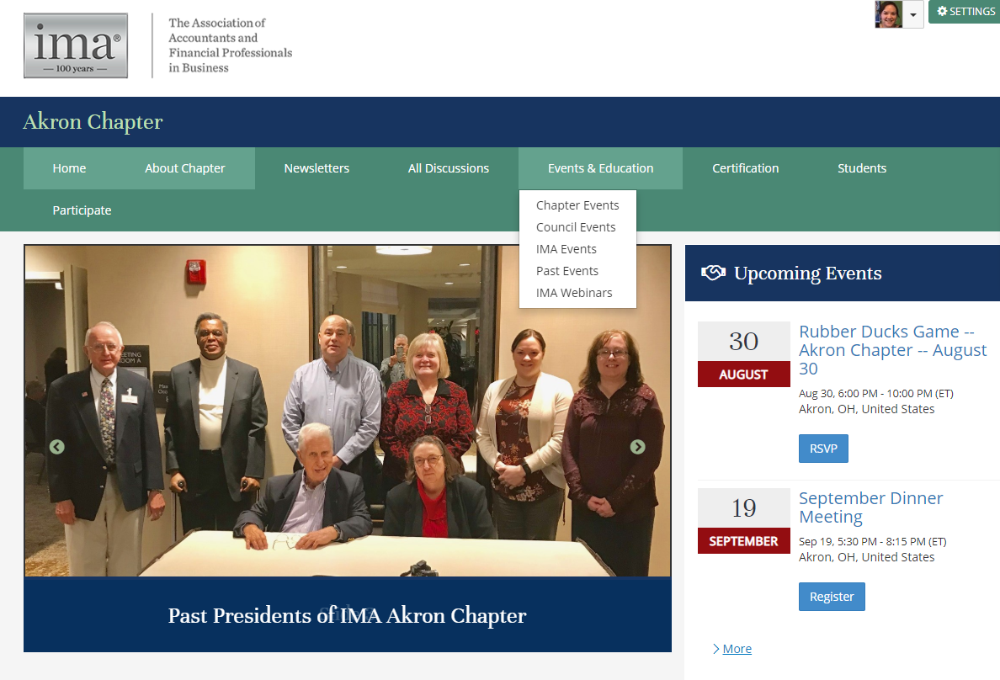 ima®
100 years
The Association of
Accountants and
Financial Professionals
in Business
SETTINGS
Akron Chapter
Home
About Chapter
Newsletters
All Discussions
Events & Education
Certification
Students
Participate
Chapter Events
Council Events
IMA Events
Past Events
IMA Webinars
MEETING
ROOM A
Upcoming Events
30
AUGUST
Rubber Ducks Game --
Akron Chapter -- August
30
Aug 30, 6:00 PM - 10:00 PM (ET)
Akron, OH, United States
RSVP
19
SEPTEMBER
September Dinner
Meeting
Sep 19, 5:30 PM - 8:15 PM (ET)
Akron, OH, United States
Register
More
Past Presidents of IMA Akron Chapter